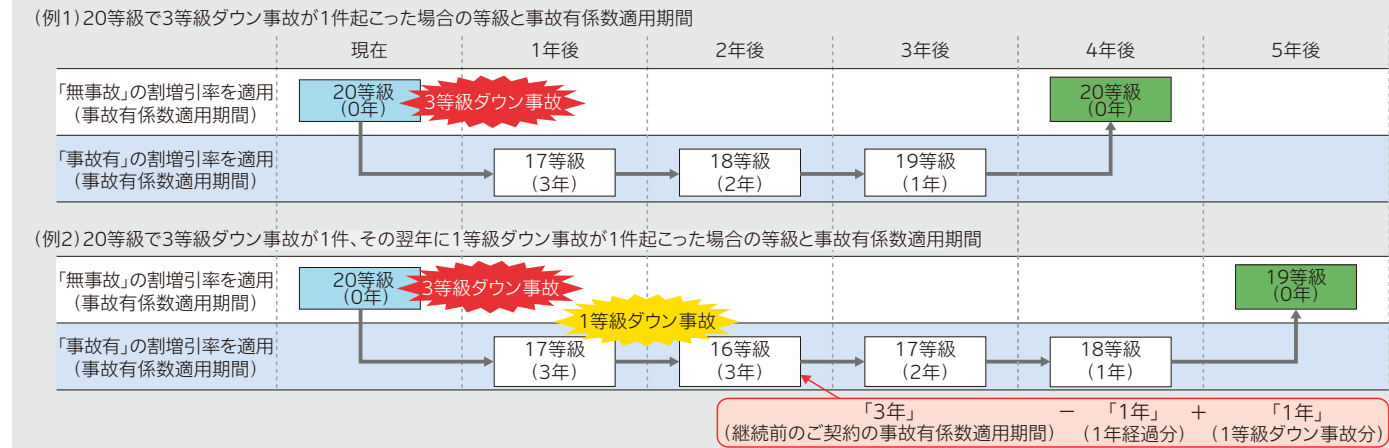 (例1)20等級で3等級ダウン事故が1件起こった場合の等級と事故有係数適用期間
現在
1年後
2年後
3年後
4年後
5年後
「無事故」の割増引率を適用
(事故有係数適用期間)
20等級
(0年)
3等級ダウン事故
20等級
(0年)
「事故有」の割増引率を適用
(事故有係数適用期間)
17等級
(3年)
18等級
(2年)
19等級
(1年)
(例2)20等級で3等級ダウン事故が1件、その翌年に1等級ダウン事故が1件起こった場合の等級と事故有係数適用期間
「無事故」の割増引率を適用
(事故有係数適用期間)
20等級
(0年)
3等級ダウン事故
1等級ダウン事故
19等級
(0年)
「事故有」の割増引率を適用
(事故有係数適用期間)
17等級
(3年)
16等級
(3年)
17等級
(2年)
18等級
(1年)
「3年」 − 「1年」 + 「1年」
(継続前のご契約の事故有係数適用期間) (1年経過分) (1等級ダウン事故分)